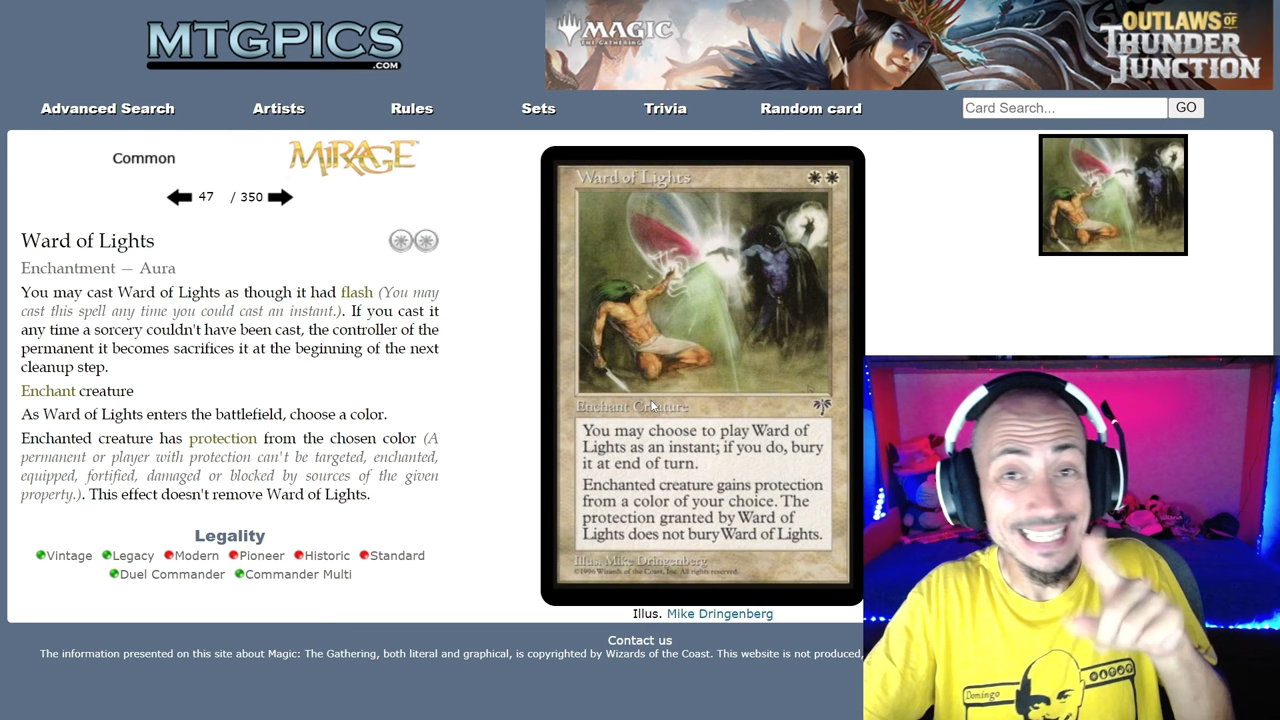 MTGPICS
.COM
MAGIC
THE GATHERING
OUTLAWS OF
THUNDER
JUNCTION
Advanced Search
Artists
Rules
Sets
Trivia
Random card
Card Search...
GO
Common
MIRAGE
47 / 350
Ward of Lights
Enchantment — Aura
You may cast Ward of Lights as though it had flash (You may
cast this spell any time you could cast an instant.). If you cast it
any time a sorcery couldn't have been cast, the controller of the
permanent it becomes sacrifices it at the beginning of the next
cleanup step.
Enchant creature
As Ward of Lights enters the battlefield, choose a color.
Enchanted creature has protection from the chosen color (A
permanent or player with protection can't be targeted, enchanted,
equipped, fortified, damaged or blocked by sources of the given
property.). This effect doesn't remove Ward of Lights.
Legality
Vintage Legacy Modern Pioneer Historic Standard
Duel Commander Commander Multi
Ward of Lights
Enchant Creature
You may choose to play Ward of
Lights as an instant; if you do, bury
it at end of turn.
Enchanted creature gains protection
from a color of your choice. The
protection granted by Ward of
Lights does not bury Ward of Lights.
Illus. Mike Dringenberg
©1996 Wizards of the Coast, Inc. All rights reserved.
Illus. Mike Dringenberg
Contact us
The information presented on this site about Magic: The Gathering, both literal and graphical, is copyrighted by Wizards of the Coast. This website is not produced,
Domingo